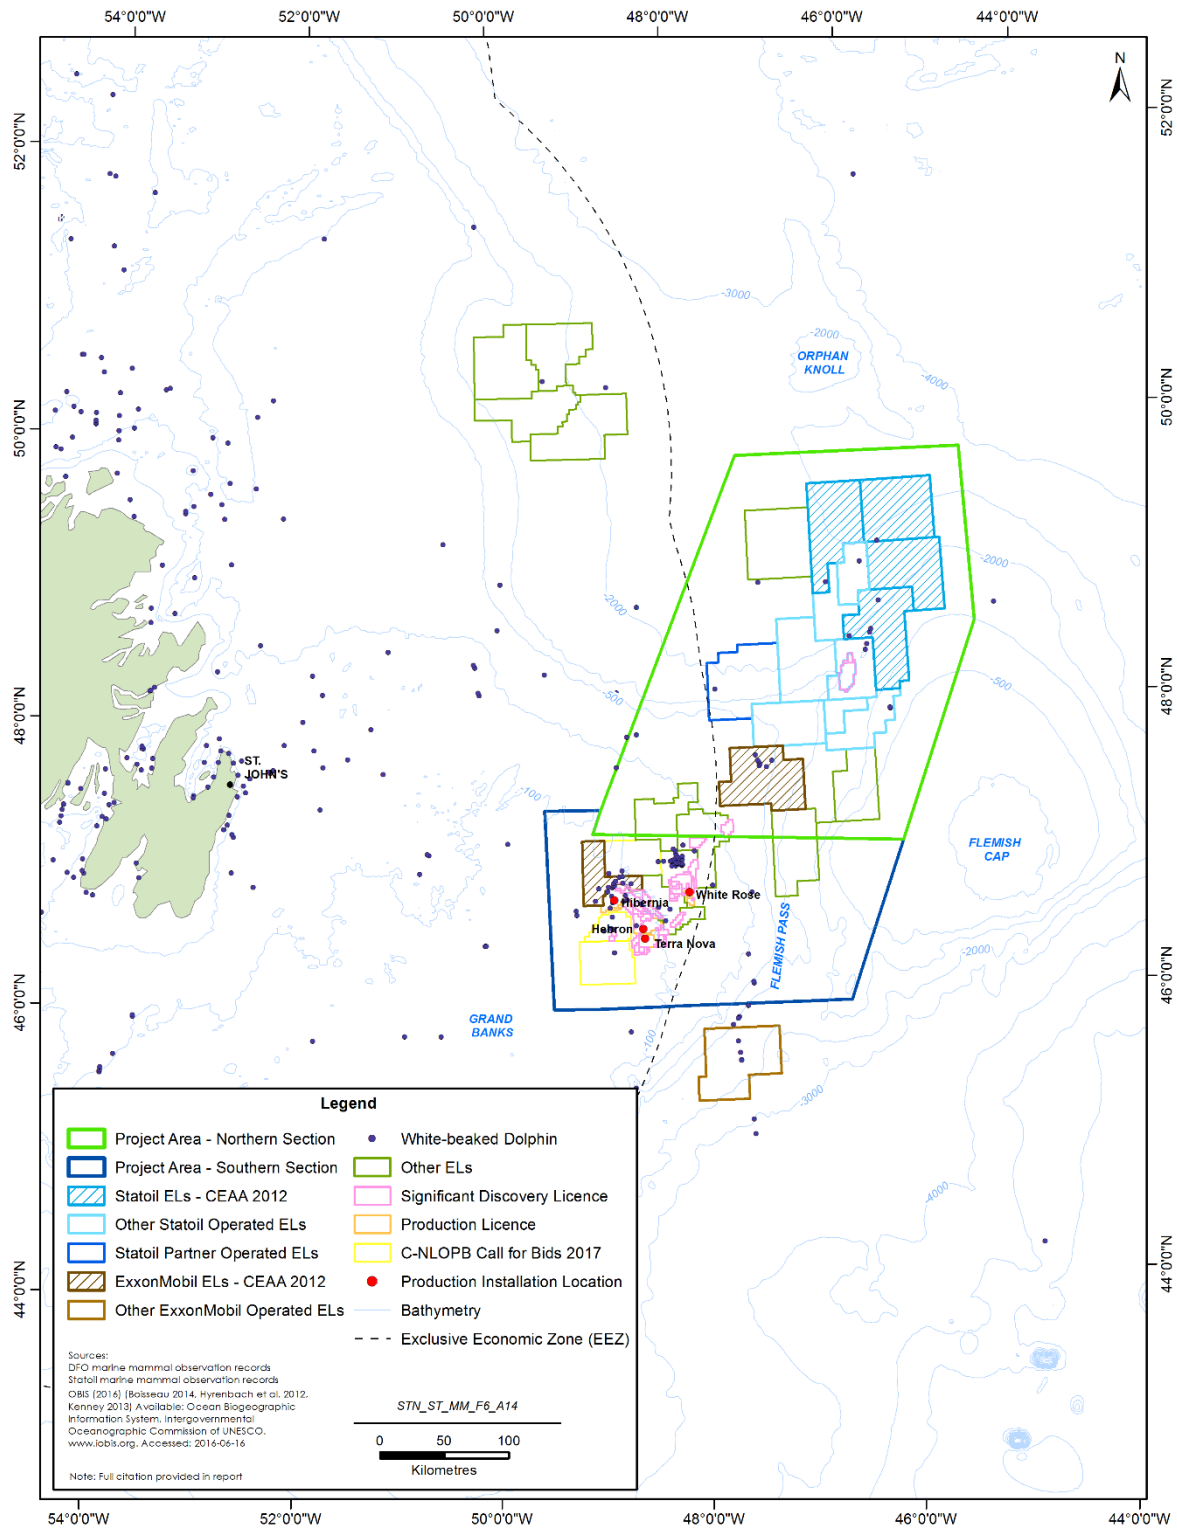 54°0'0"W
52°0'0"W
50°0'0"W
48°0'0"W
46°0'0"W
44°0'0"W
N
52°0'0"N
52°0'0"N
-3000
-2000
ORPHAN
KNOLL
-4000
50°0'0"N
50°0'0"N
-2000
-2000
-500
-500
48°0'0"N
48°0'0"N
ST.
JOHN'S
-100
FLEMISH
CAP
White Rose
Hibernia
Hebron
Terra Nova
FLEMISH PASS
-2000
46°0'0"N
46°0'0"N
GRAND
BANKS
-100
-3000
-4000
44°0'0"N
44°0'0"N
Legend
Project Area - Northern Section
Project Area - Southern Section
Statoil ELs - CEAA 2012
Other Statoil Operated ELs
Statoil Partner Operated ELs
ExxonMobil ELs - CEAA 2012
Other ExxonMobil Operated ELs
White-beaked Dolphin
Other ELs
Significant Discovery Licence
Production Licence
C-NLOPB Call for Bids 2017
Production Installation Location
Bathymetry
Exclusive Economic Zone (EEZ)
Sources:
DFO marine mammal observation records
Statoil marine mammal observation records
OBIS (2016) (Boisseau 2014, Hyrenbach et al. 2012,
Kenney 2013) Available: Ocean Biogeographic
Information System. Intergovernmental
Oceanographic Commission of UNESCO.
www.iobis.org. Accessed: 2016-06-16
Note: Full citation provided in report
STN_ST_MM_F6_A14
0 50 100
Kilometres
54°0'0"W
52°0'0"W
50°0'0"W
48°0'0"W
46°0'0"W
44°0'0"W